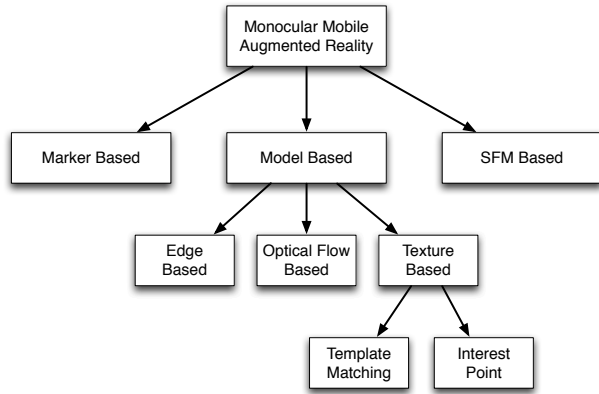 Monocular Mobile
Augmented Reality
Marker Based
Model Based
SFM Based
Edge
Based
Optical Flow
Based
Texture
Based
Template
Matching
Interest
Point